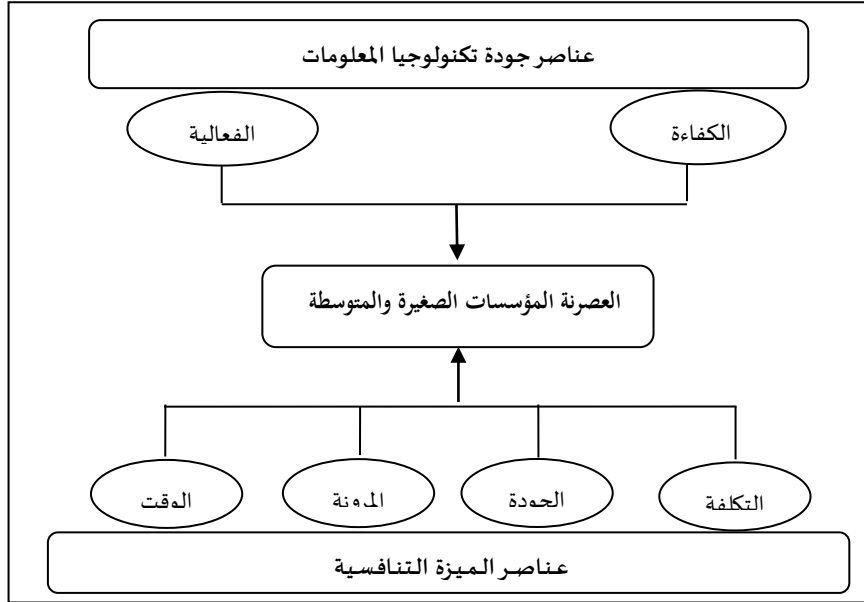 عناصر جودة تكنولوجيا المعلومات
الكفاءة
الفعالية
العصرنة المؤسسات الصغيرة والمتوسطة
التكلفة
الجودة
المرونة
الوقت
عناصر الميزة التنافسية